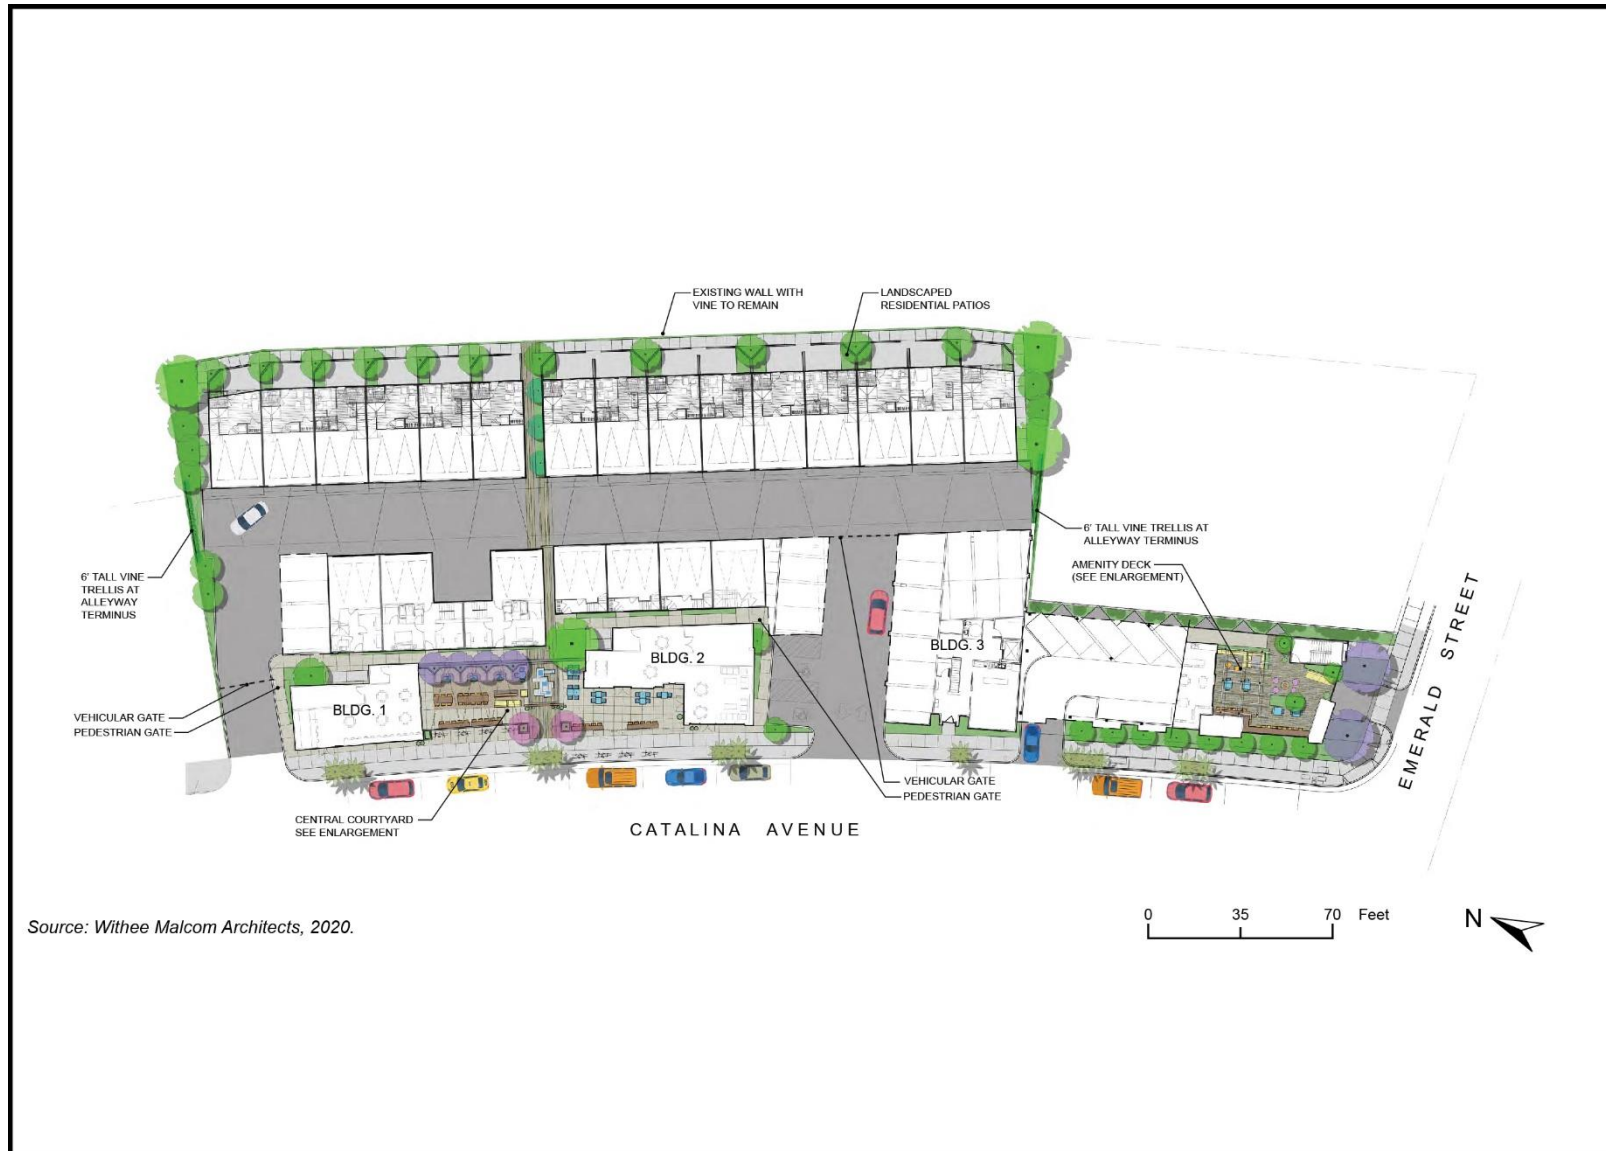 EXISTING WALL WITH
VINE TO REMAIN
LANDSCAPED
RESIDENTIAL PATIOS
6' TALL VINE TRELLIS AT
ALLEYWAY TERMINUS
AMENITY DECK
(SEE ENLARGEMENT)
6' TALL VINE
TRELLIS AT
ALLEYWAY
TERMINUS
EMERALD STREET
BLDG. 3
BLDG. 2
BLDG. 1
VEHICULAR GATE
PEDESTRIAN GATE
VEHICULAR GATE
PEDESTRIAN GATE
CENTRAL COURTYARD
SEE ENLARGEMENT
CATALINA AVENUE
Source: Withee Malcom Architects, 2020.
0 35 70 Feet
N